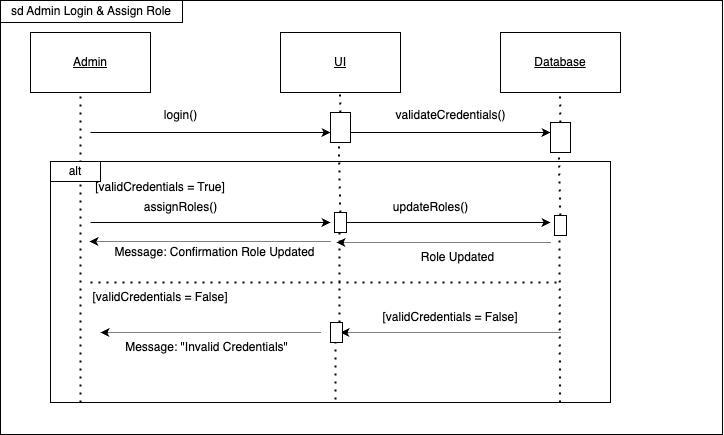 sd Admin Login & Assign Role
Admin
UI
Database
login()
validateCredentials()
alt
[validCredentials = True]
assignRoles()
updateRoles()
Message: Confirmation Role Updated
Role Updated
[validCredentials = False]
[validCredentials = False]
Message: "Invalid Credentials"